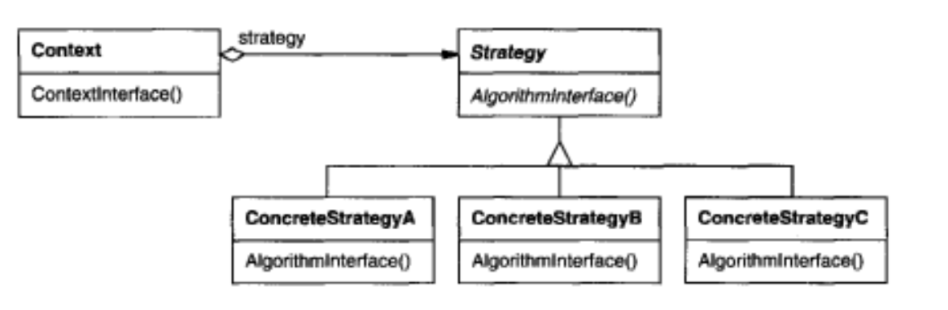 strategy
Context
Strategy
ContextInterface()
AlgorithmInterface()
ConcreteStrategyA
ConcreteStrategyB
ConcreteStrategyC
AlgorithmInterface()
AlgorithmInterface()
AlgorithmInterface()